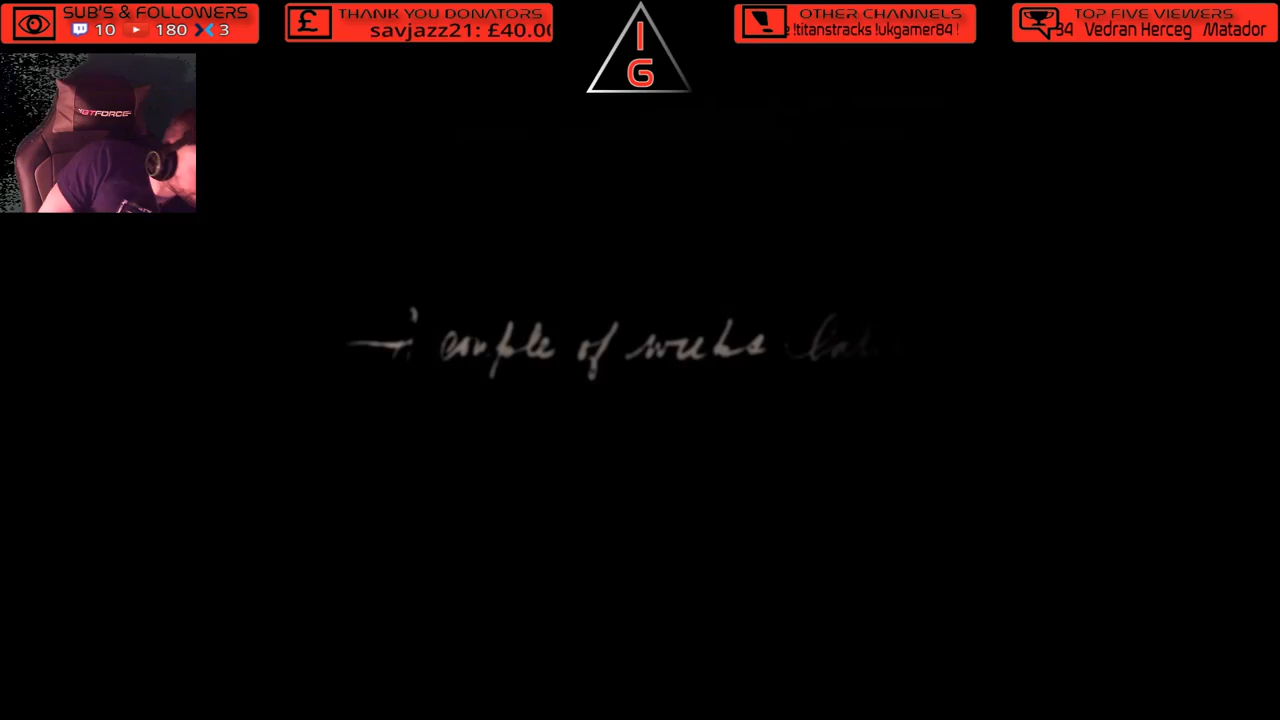 SUB'S & FOLLOWERS
10 180 3
THANK YOU DONATORS
savjazz21: £40.00
I
G
OTHER CHANNELS
!titanstracks !ukgamer84 !
TOP FIVE VIEWERS
84 Vedran Herceg Matador
GTFORCE
couple of weeks